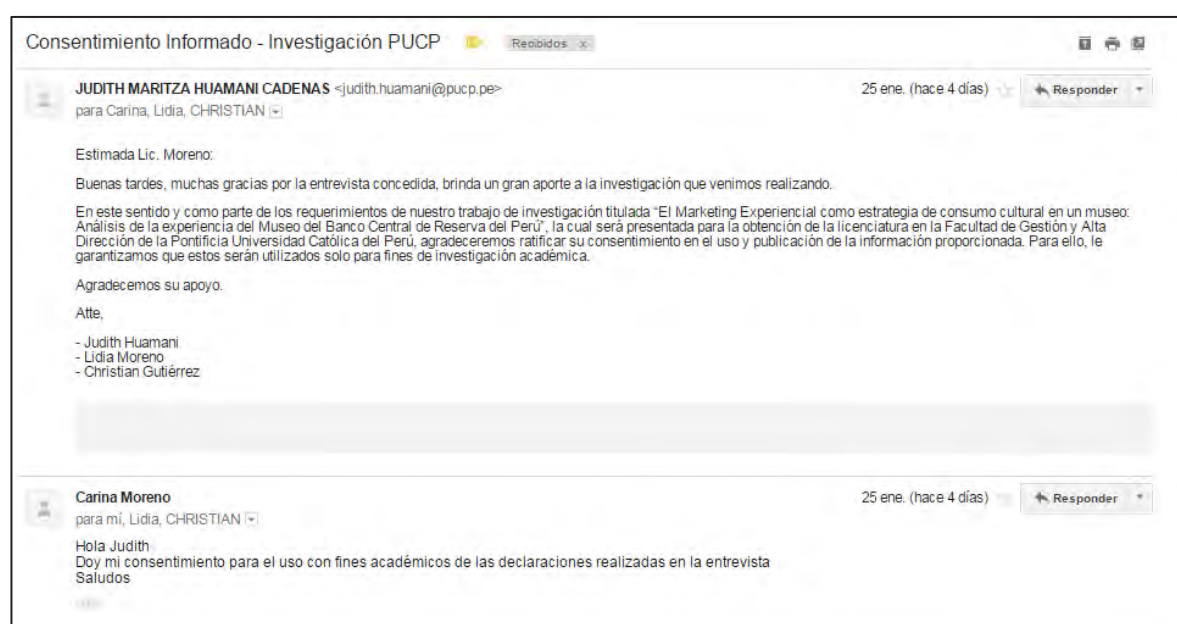 Consentimiento Informado - Investigación PUCP Recibidos x
JUDITH MARITZA HUAMANI CADENAS <judith.huamani@pucp.pe> 25 ene. (hace 4 días) Responder
para Carina, Lidia, CHRISTIAN
Estimada Lic. Moreno:
Buenas tardes, muchas gracias por la entrevista concedida, brinda un gran aporte a la investigación que venimos realizando.
En este sentido y como parte de los requerimientos de nuestro trabajo de investigación titulada “El Marketing Experiencial como estrategia de consumo cultural en un museo:
Análisis de la experiencia del Museo del Banco Central de Reserva del Perú”, la cual será presentada para la obtención de la licenciatura en la Facultad de Gestión y Alta
Dirección de la Pontificia Universidad Católica del Perú, agradeceremos ratificar su consentimiento en el uso y publicación de la información proporcionada. Para ello, le
garantizamos que estos serán utilizados solo para fines de investigación académica.
Agradecemos su apoyo.
Atte,
- Judith Huamani
- Lidia Moreno
- Christian Gutiérrez
Carina Moreno 25 ene. (hace 4 días) Responder
para mí, Lidia, CHRISTIAN
Hola Judith
Doy mi consentimiento para el uso con fines académicos de las declaraciones realizadas en la entrevista
Saludos